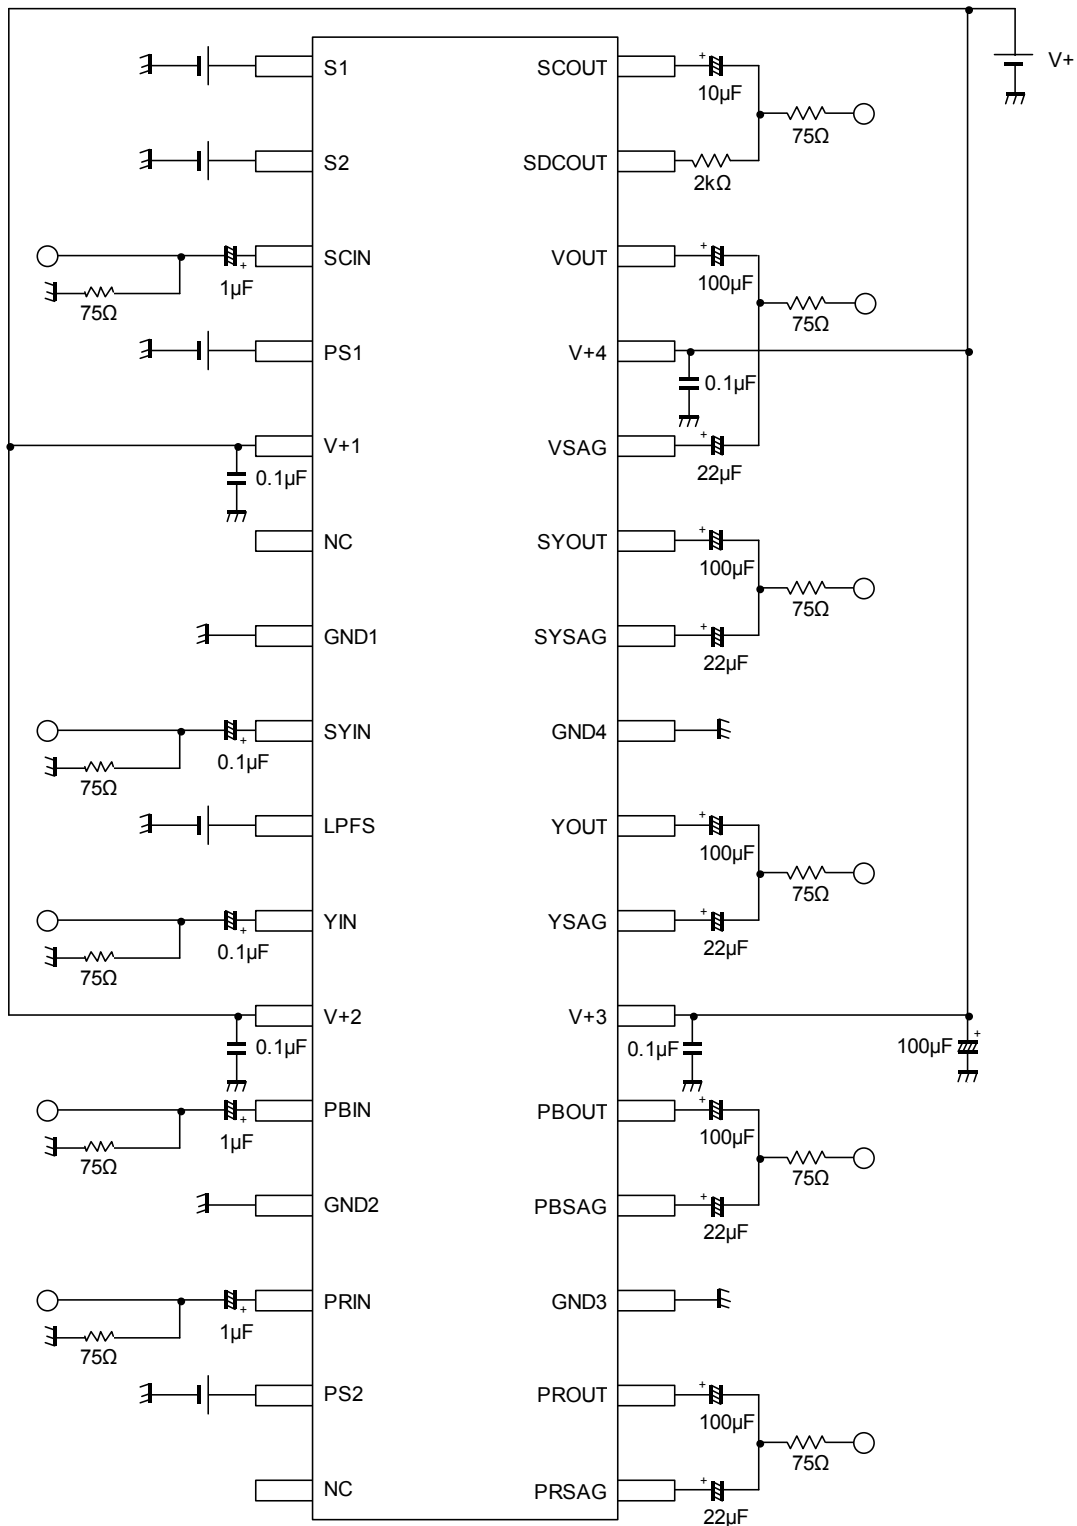 V+
S1
SCOUT
10µF
75Ω
S2
SDCOUT
2kΩ
SCIN
1µF
75Ω
VOUT
100µF
75Ω
PS1
V+4
0.1µF
V+1
0.1µF
VSAG
22µF
NC
SYOUT
100µF
75Ω
GND1
SYSAG
22µF
SYIN
0.1µF
75Ω
GND4
LPFS
YOUT
100µF
75Ω
YIN
0.1µF
75Ω
YSAG
22µF
V+2
0.1µF
V+3
0.1µF
100µF
PBIN
1µF
75Ω
PBOUT
100µF
75Ω
GND2
PBSAG
22µF
PRIN
1µF
75Ω
GND3
PS2
PROUT
100µF
75Ω
NC
PRSAG
22µF